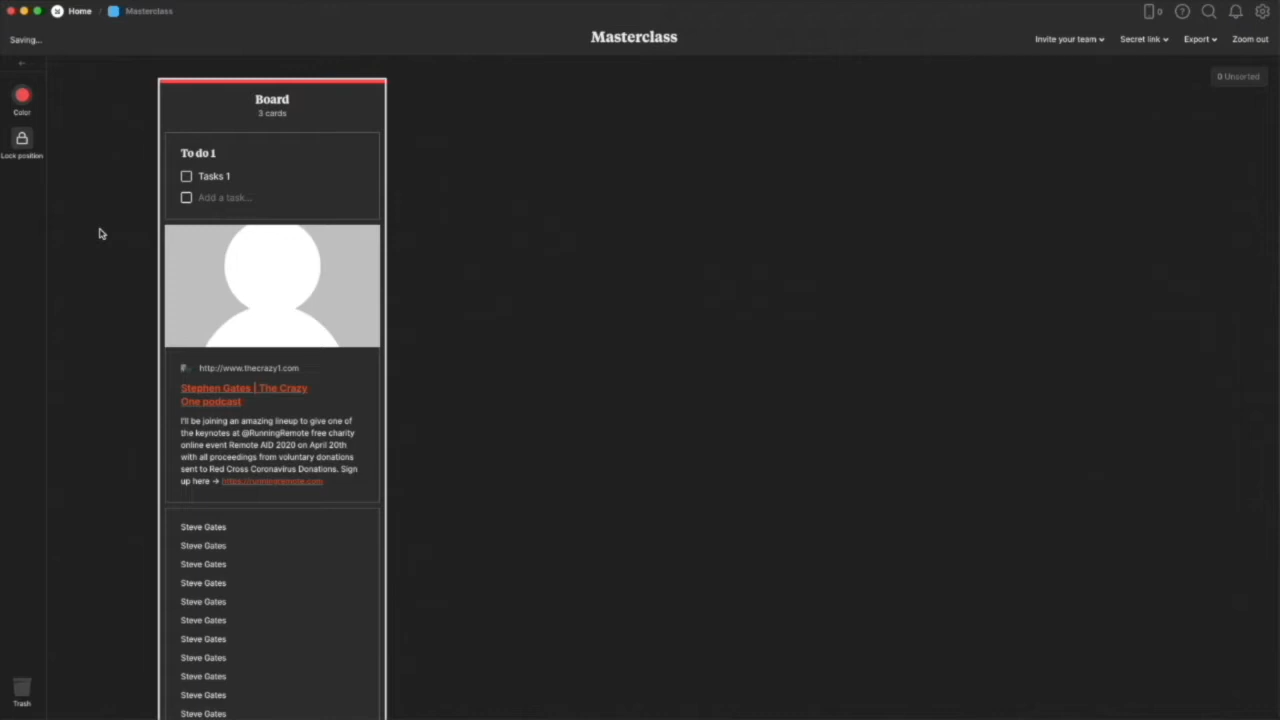 Home / Masterclass
0
Saving...
Masterclass
Invite your team
Secret link
Export
Zoom out
0 Unsorted
Color
Lock position
Board
3 cards
To do 1
Tasks 1
Add a task...
http://www.thecrazy1.com
Stephen Gates | The Crazy
One podcast
I'll be joining an amazing lineup to give one of
the keynotes at @RunningRemote free charity
online event Remote AID 2020 on April 20th
with all proceedings from voluntary donations
sent to Red Cross Coronavirus Donations. Sign
up here → https://runningremote.com
Steve Gates
Steve Gates
Steve Gates
Steve Gates
Steve Gates
Steve Gates
Steve Gates
Steve Gates
Steve Gates
Steve Gates
Steve Gates
Trash